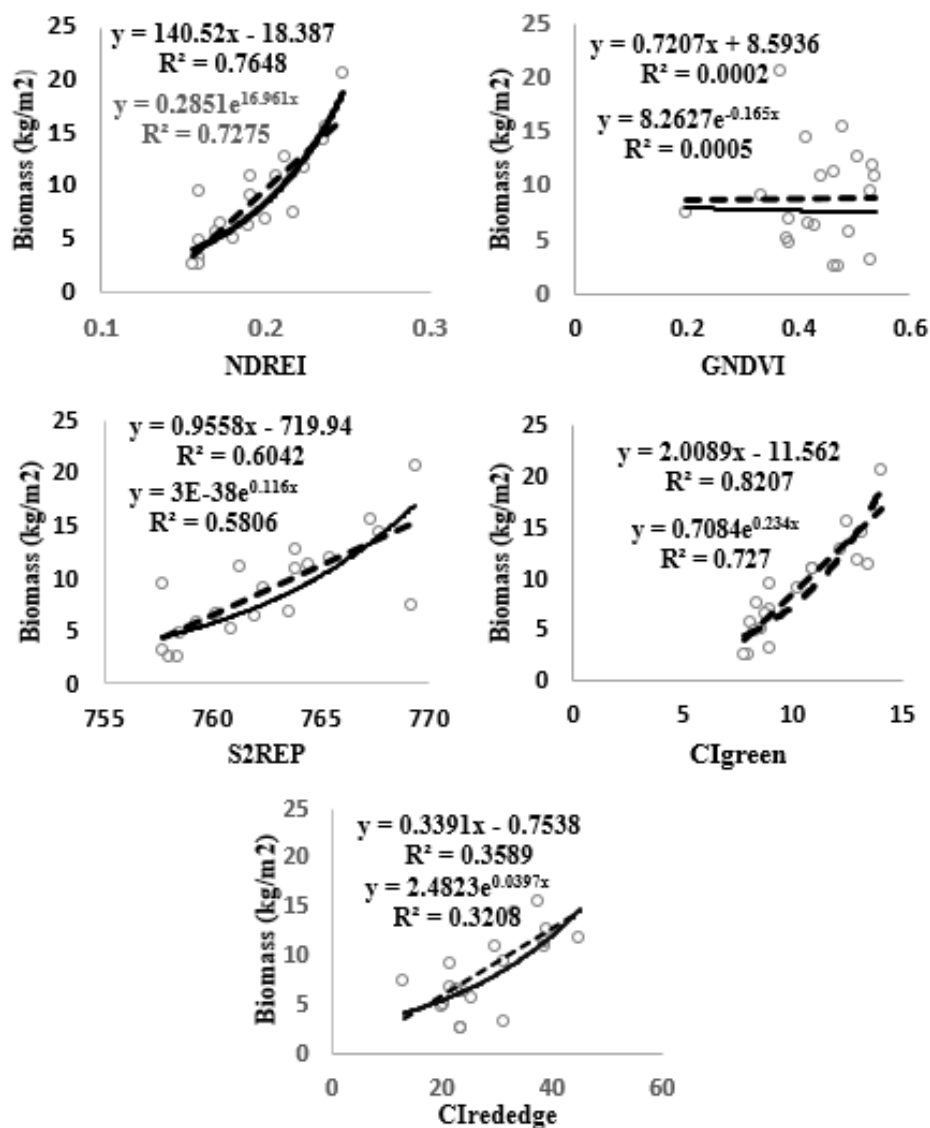 y = 140.52x - 18.387
R² = 0.7648
y = 0.2851e^16.961x
R² = 0.7275
Biomass (kg/m2)
25
20
15
10
5
0
0.1 0.2 0.3
NDREI
y = 0.7207x + 8.5936
R² = 0.0002
y = 8.2627e^-0.165x
R² = 0.0005
Biomass (kg/m2)
25
20
15
10
5
0
0 0.2 0.4 0.6
GNDVI
y = 0.9558x - 719.94
R² = 0.6042
y = 3E-38e^0.116x
R² = 0.5806
Biomass (kg/m2)
25
20
15
10
5
0
755 760 765 770
S2REP
y = 2.0089x - 11.562
R² = 0.8207
y = 0.7084e^0.234x
R² = 0.727
Biomass (kg/m2)
25
20
15
10
5
0
0 5 10 15
CIgreen
y = 0.3391x - 0.7538
R² = 0.3589
y = 2.4823e^0.0397x
R² = 0.3208
Biomass (kg/m2)
25
20
15
10
5
0
0 20 40 60
CIrededge